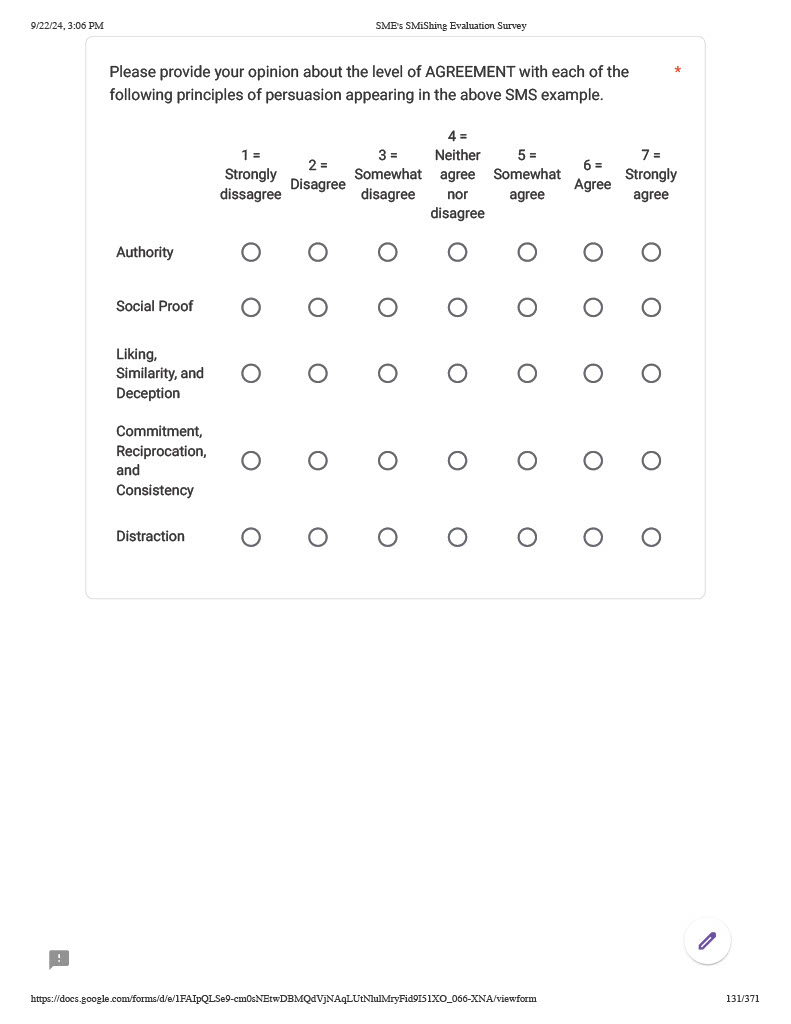 9/22/24, 3:06 PM SME's SMiShing Evaluation Survey
Please provide your opinion about the level of AGREEMENT with each of the *
following principles of persuasion appearing in the above SMS example.
1 =
Strongly
dissagree
2 =
Disagree
3 =
Somewhat
disagree
4 =
Neither
agree
nor
disagree
5 =
Somewhat
agree
6 =
Agree
7 =
Strongly
agree
Authority
Social Proof
Liking,
Similarity, and
Deception
Commitment,
Reciprocation,
and
Consistency
Distraction
https://docs.google.com/forms/d/e/1FAIpQLSe9-cm0sNEtwDBMQdVjNAqLUtNlulMryFid9I51XO_066-XNA/viewform 131/371